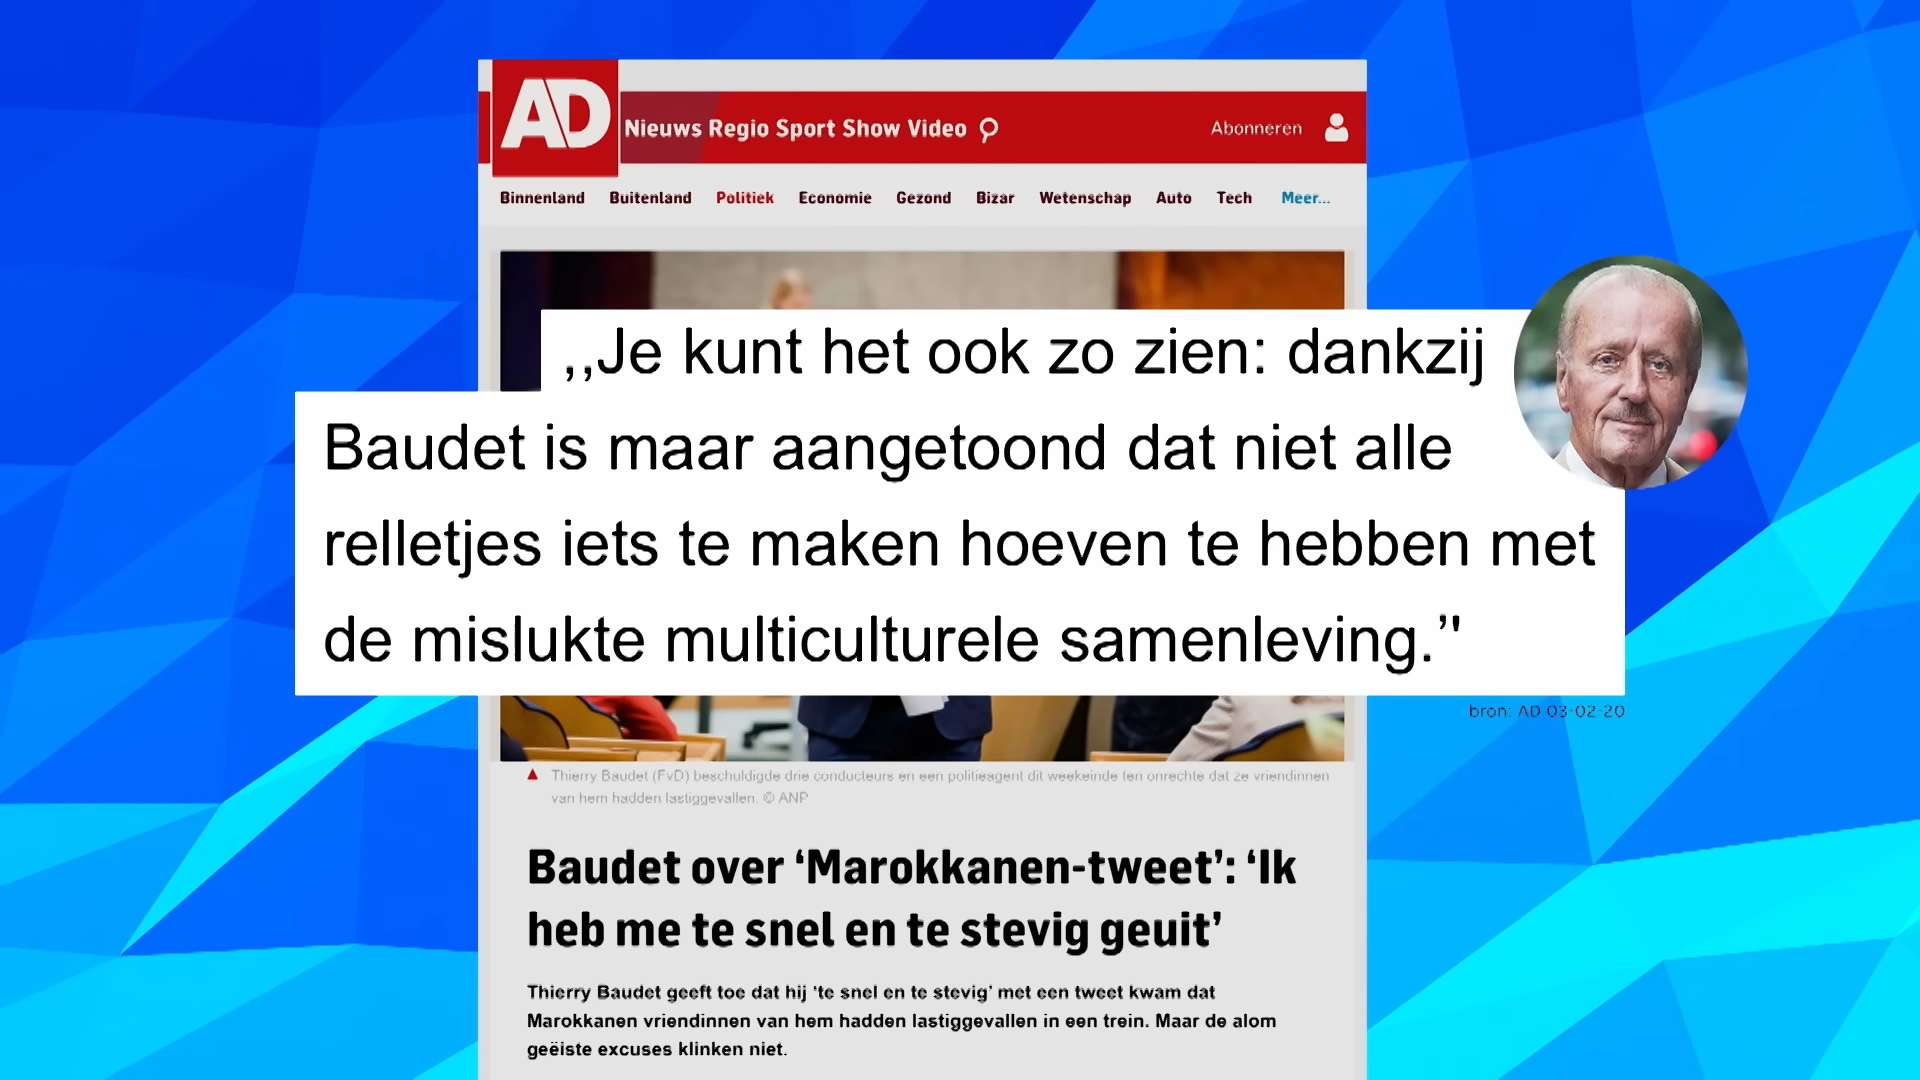 AD
Nieuws Regio Sport Show Video
Abonneren
Binnenland Buitenland Politiek Economie Gezond Bizar Wetenschap Auto Tech Meer...
,,Je kunt het ook zo zien: dankzij
Baudet is maar aangetoond dat niet alle
relletjes iets te maken hoeven te hebben met
de mislukte multiculturele samenleving.’'
bron: AD 03-02-20
▲ Thierry Baudet (FvD) beschuldigde drie conducteurs en een politieagent dit weekeinde ten onrechte dat ze vriendinnen
van hem hadden lastiggevallen. © ANP
Baudet over ‘Marokkanen-tweet’: ‘Ik
heb me te snel en te stevig geuit’
Thierry Baudet geeft toe dat hij ‘te snel en te stevig’ met een tweet kwam dat
Marokkanen vriendinnen van hem hadden lastiggevallen in een trein. Maar de alom
geëiste excuses klinken niet.